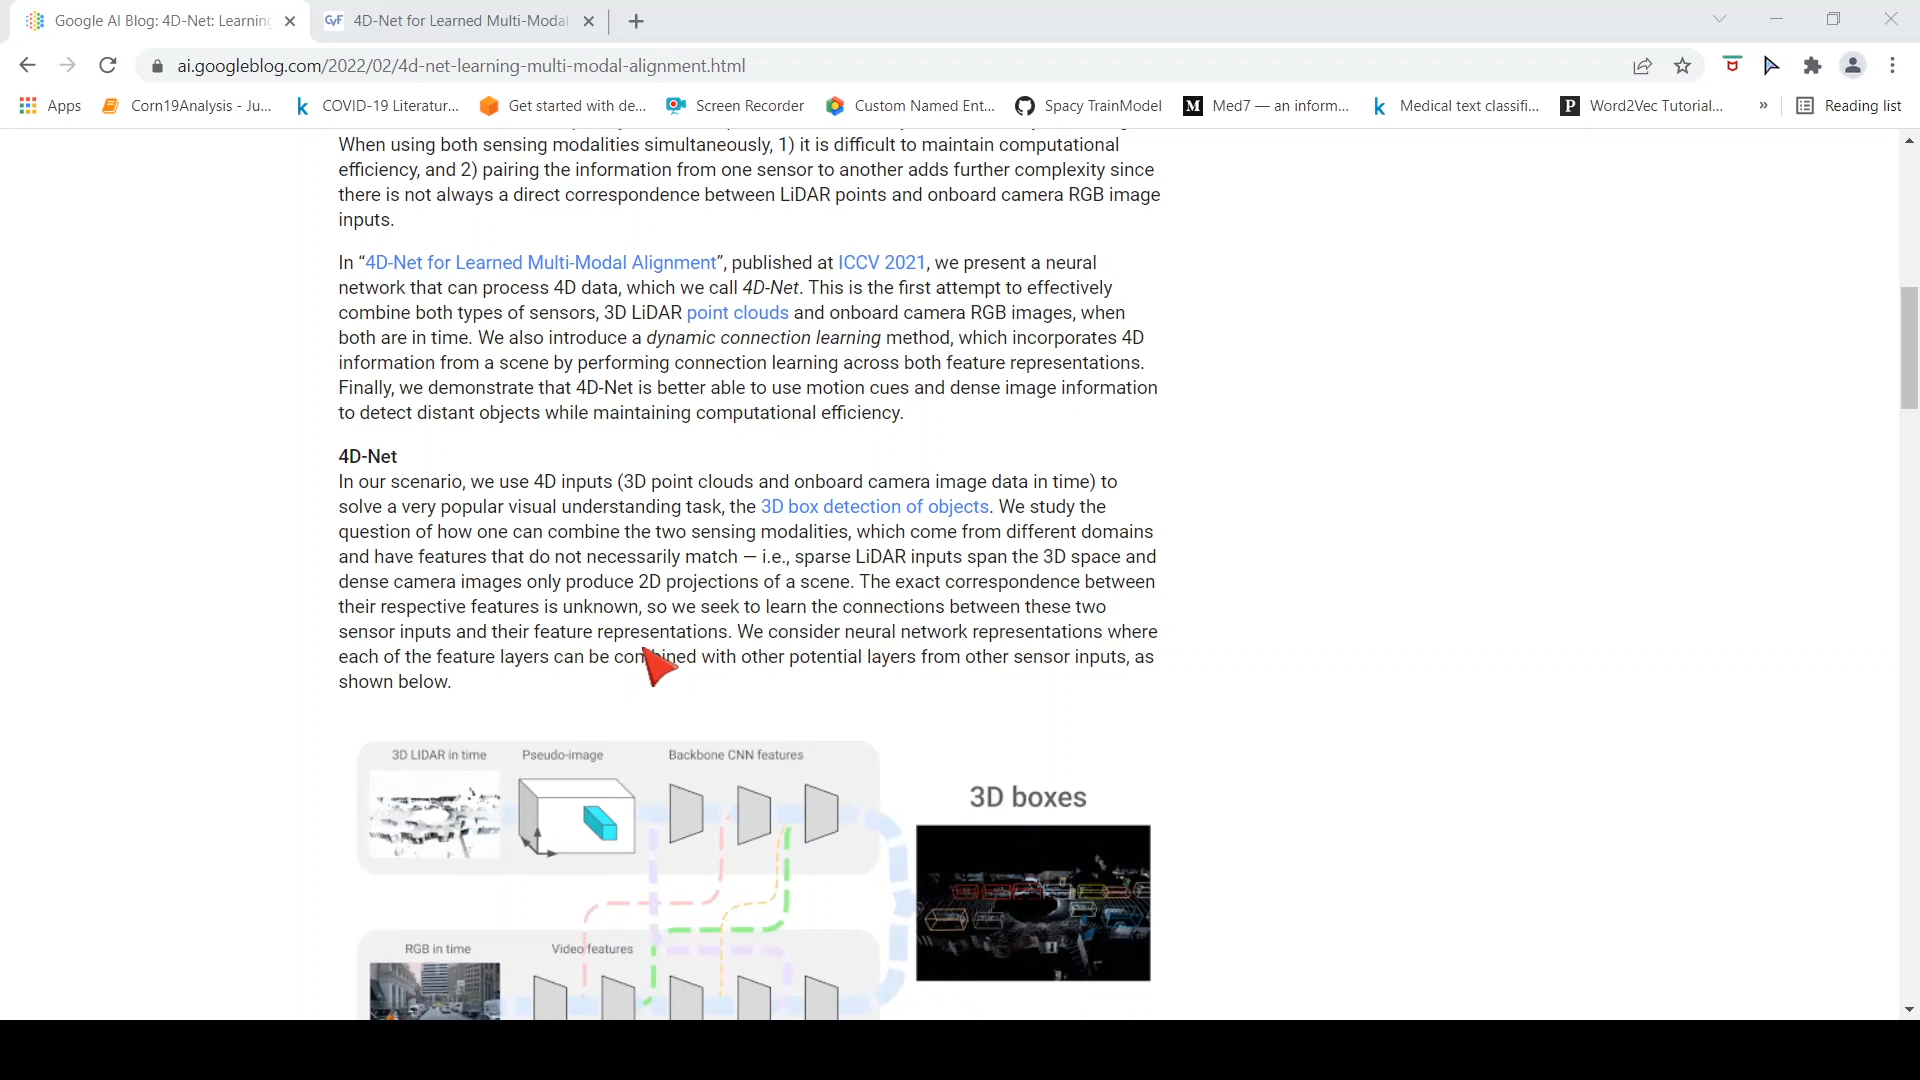 Google AI Blog: 4D-Net: Learning
4D-Net for Learned Multi-Modal
ai.googleblog.com/2022/02/4d-net-learning-multi-modal-alignment.html
Apps
Corn19Analysis - Ju...
COVID-19 Literatur...
Get started with de...
Screen Recorder
Custom Named Ent...
Spacy TrainModel
Med7 — an inform...
Medical text classifi...
Word2Vec Tutorial...
»
Reading list
When using both sensing modalities simultaneously, 1) it is difficult to maintain computational
efficiency, and 2) pairing the information from one sensor to another adds further complexity since
there is not always a direct correspondence between LiDAR points and onboard camera RGB image
inputs.
In “4D-Net for Learned Multi-Modal Alignment”, published at ICCV 2021, we present a neural
network that can process 4D data, which we call 4D-Net. This is the first attempt to effectively
combine both types of sensors, 3D LiDAR point clouds and onboard camera RGB images, when
both are in time. We also introduce a dynamic connection learning method, which incorporates 4D
information from a scene by performing connection learning across both feature representations.
Finally, we demonstrate that 4D-Net is better able to use motion cues and dense image information
to detect distant objects while maintaining computational efficiency.
4D-Net
In our scenario, we use 4D inputs (3D point clouds and onboard camera image data in time) to
solve a very popular visual understanding task, the 3D box detection of objects. We study the
question of how one can combine the two sensing modalities, which come from different domains
and have features that do not necessarily match — i.e., sparse LiDAR inputs span the 3D space and
dense camera images only produce 2D projections of a scene. The exact correspondence between
their respective features is unknown, so we seek to learn the connections between these two
sensor inputs and their feature representations. We consider neural network representations where
each of the feature layers can be combined with other potential layers from other sensor inputs, as
shown below.
3D LIDAR in time
Pseudo-image
Backbone CNN features
3D boxes
RGB in time
Video features